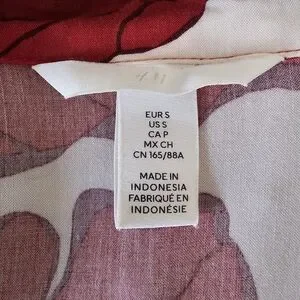 EUR S
US S
CA P
MX CH
CN 165/88A
MADE IN
INDONESIA
FABRIQUÉ EN
INDONÉSIE